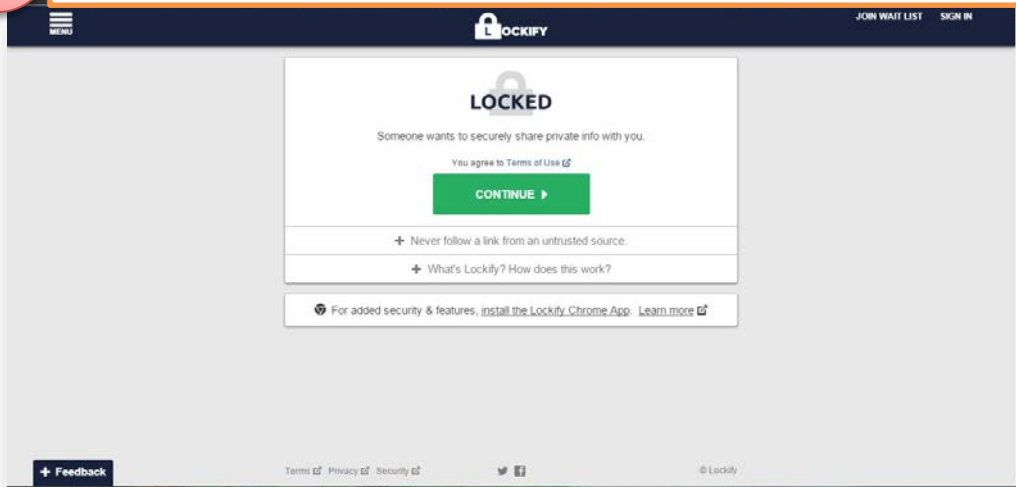 MENU
LOCKIFY
JOIN WAIT LIST SIGN IN
LOCKED
Someone wants to securely share private info with you.
You agree to Terms of Use
CONTINUE
+ Never follow a link from an untrusted source.
+ What's Lockify? How does this work?
For added security & features, install the Lockify Chrome App. Learn more
+ Feedback
Terms Privacy Security
© Lockify